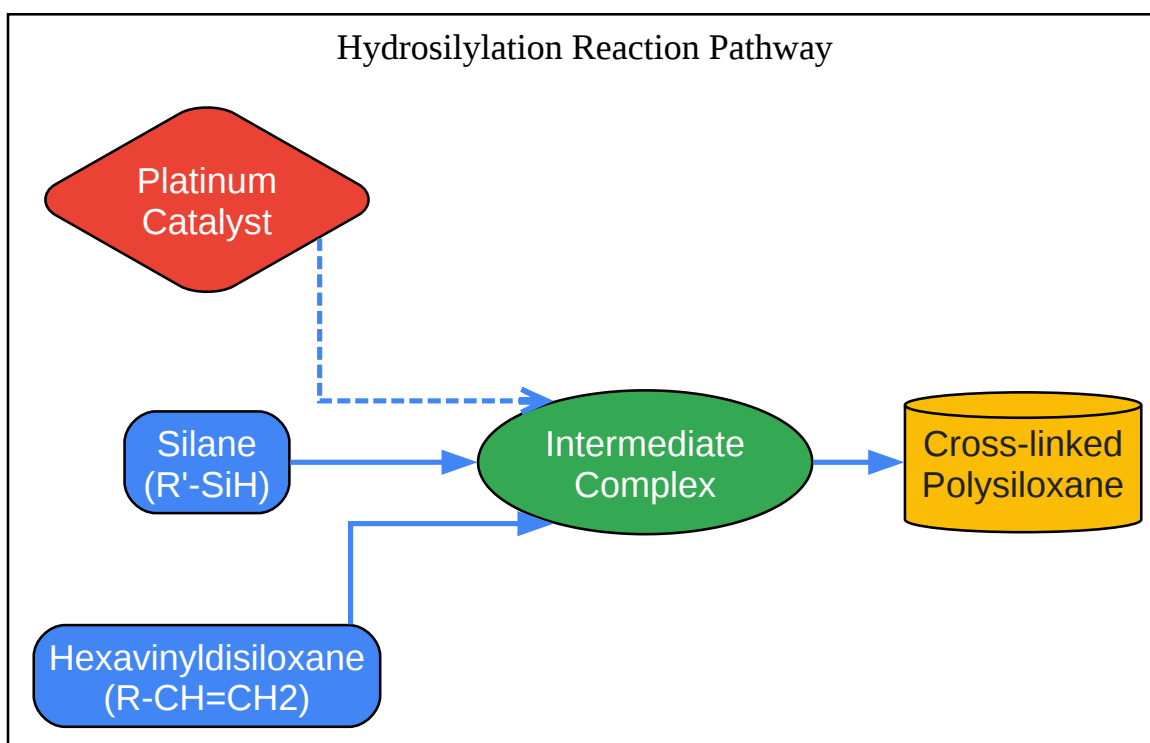 Hydrosilylation Reaction Pathway
Platinum
Catalyst
Silane
(R'-SiH)
Intermediate
Complex
Cross-linked
Polysiloxane
Hexavinyldisiloxane
(R-CH=CH2)